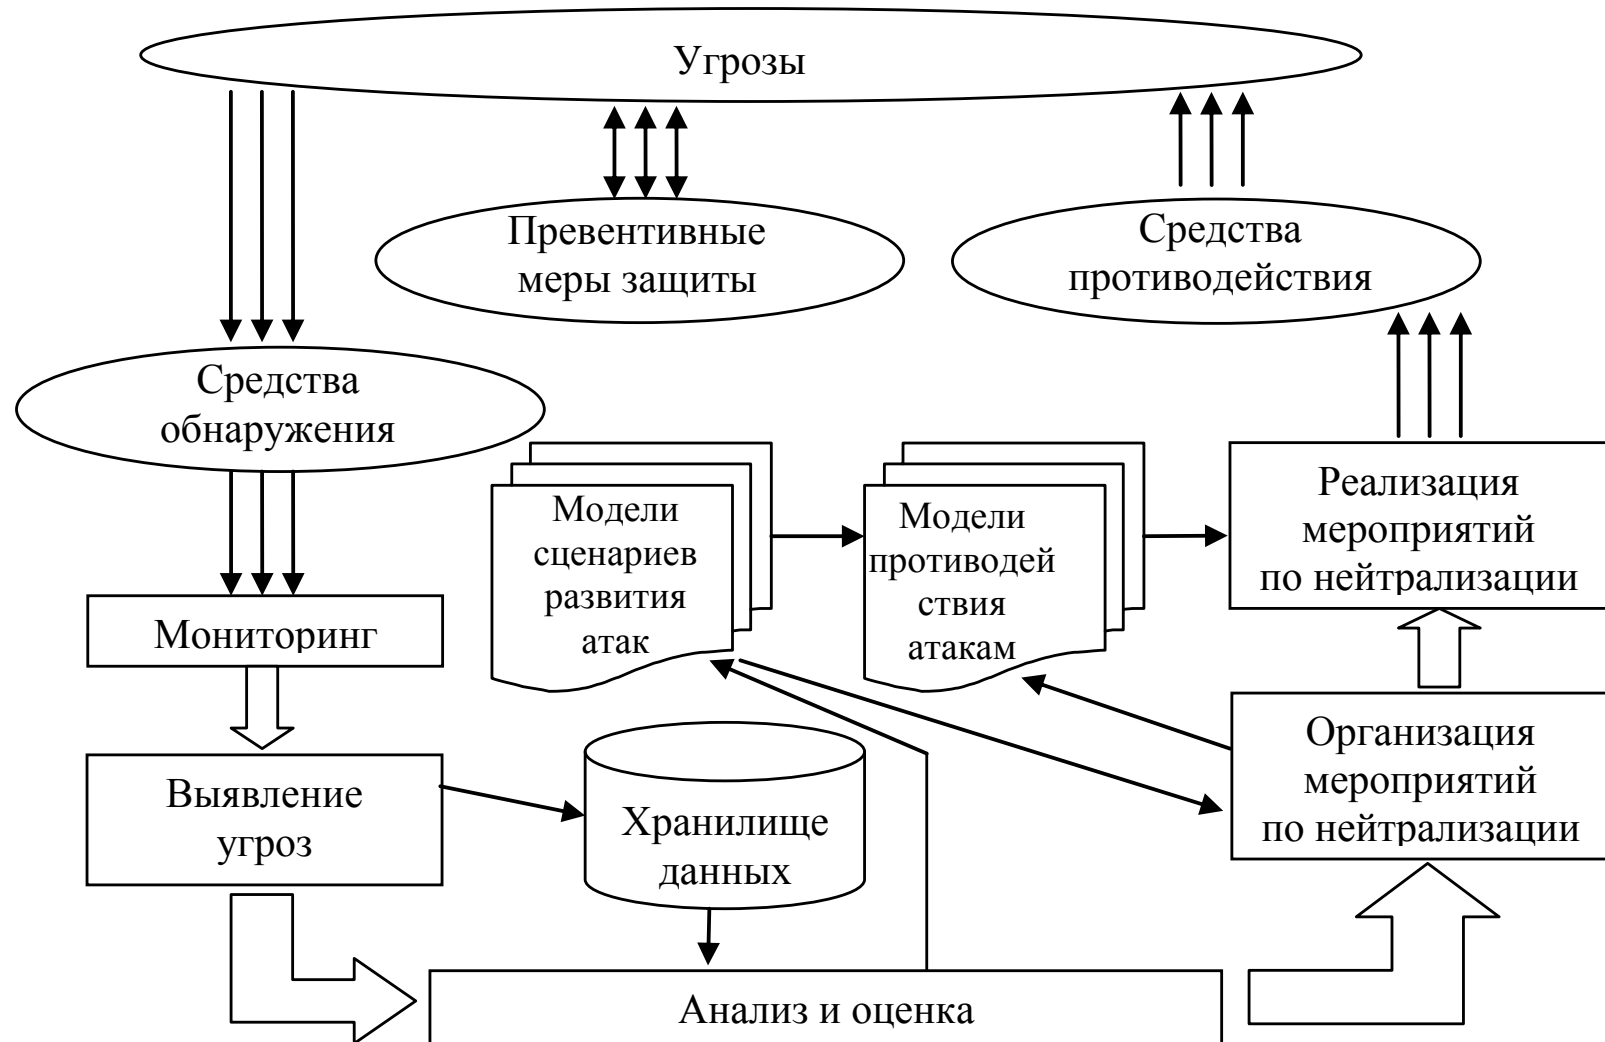 Угрозы
Превентивные
меры защиты
Средства
противодействия
Средства
обнаружения
Модели
сценариев
развития
атак
Модели
противодей
ствия
атакам
Реализация
мероприятий
по нейтрализации
Мониторинг
Выявление
угроз
Хранилище
данных
Организация
мероприятий
по нейтрализации
Анализ и оценка